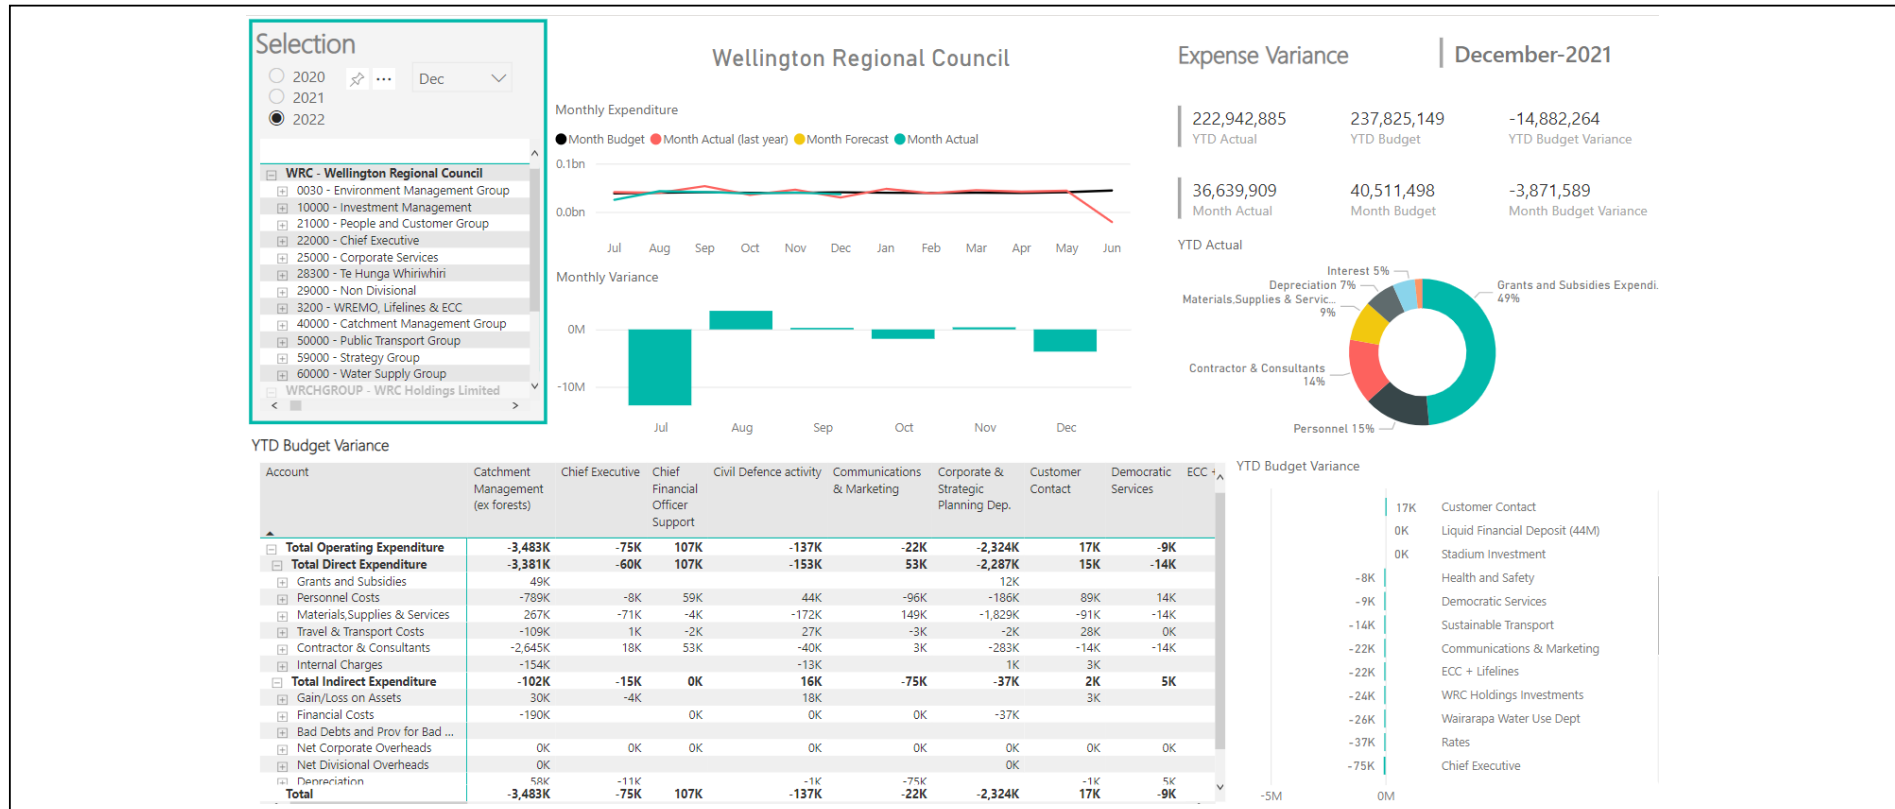 Selection
2020
2021
2022
Dec
WRC - Wellington Regional Council
0030 - Environment Management Group
10000 - Investment Management
21000 - People and Customer Group
22000 - Chief Executive
25000 - Corporate Services
28300 - Te Hunga Whiriwhiri
29000 - Non Divisional
3200 - WREMO, Lifelines & ECC
40000 - Catchment Management Group
50000 - Public Transport Group
59000 - Strategy Group
60000 - Water Supply Group
WRCHGROUP - WRC Holdings Limited
Wellington Regional Council
Monthly Expenditure
Month Budget Month Actual (last year) Month Forecast Month Actual
0.1bn
0.0bn
Jul Aug Sep Oct Nov Dec Jan Feb Mar Apr May Jun
Monthly Variance
0M
-10M
Jul Aug Sep Oct Nov Dec
Expense Variance
December-2021
222,942,885 237,825,149 -14,882,264
YTD Actual YTD Budget YTD Budget Variance
36,639,909 40,511,498 -3,871,589
Month Actual Month Budget Month Budget Variance
YTD Actual
Interest 5%
Depreciation 7%
Materials,Supplies & Servic...
9%
Contractor & Consultants
14%
Personnel 15%
Grants and Subsidies Expendi.
49%
YTD Budget Variance
Account Catchment Chief Executive Chief Civil Defence activity Communications Corporate & Customer Democratic ECC +
Management Financial & Marketing Strategic Contact Services
(ex forests) Officer Planning Dep.
Support
Total Operating Expenditure -3,483K -75K 107K -137K -22K -2,324K 17K -9K
Total Direct Expenditure -3,381K -60K 107K -153K 53K -2,287K 15K -14K
Grants and Subsidies 49K 12K
Personnel Costs -789K -8K 59K 44K -96K -186K 89K 14K
Materials,Supplies & Services 267K -71K -4K -172K 149K -1,829K -91K -14K
Travel & Transport Costs -109K 1K -2K 27K -3K -2K 28K 0K
Contractor & Consultants -2,645K 18K 53K -40K 3K -283K -14K -14K
Internal Charges -154K -13K 1K 3K
Total Indirect Expenditure -102K -15K 0K 16K -75K -37K 2K 5K
Gain/Loss on Assets 30K -4K 18K 3K
Financial Costs -190K 0K 0K 0K -37K
Bad Debts and Prov for Bad ...
Net Corporate Overheads 0K 0K 0K 0K 0K 0K 0K 0K
Net Divisional Overheads 0K 0K
Depreciation 58K -11K -1K -75K -1K 5K
Total -3,483K -75K 107K -137K -22K -2,324K 17K -9K
YTD Budget Variance
17K Customer Contact
0K Liquid Financial Deposit (44M)
0K Stadium Investment
-8K Health and Safety
-9K Democratic Services
-14K Sustainable Transport
-22K Communications & Marketing
-22K ECC + Lifelines
-24K WRC Holdings Investments
-26K Wairarapa Water Use Dept
-37K Rates
-75K Chief Executive
-5M 0M